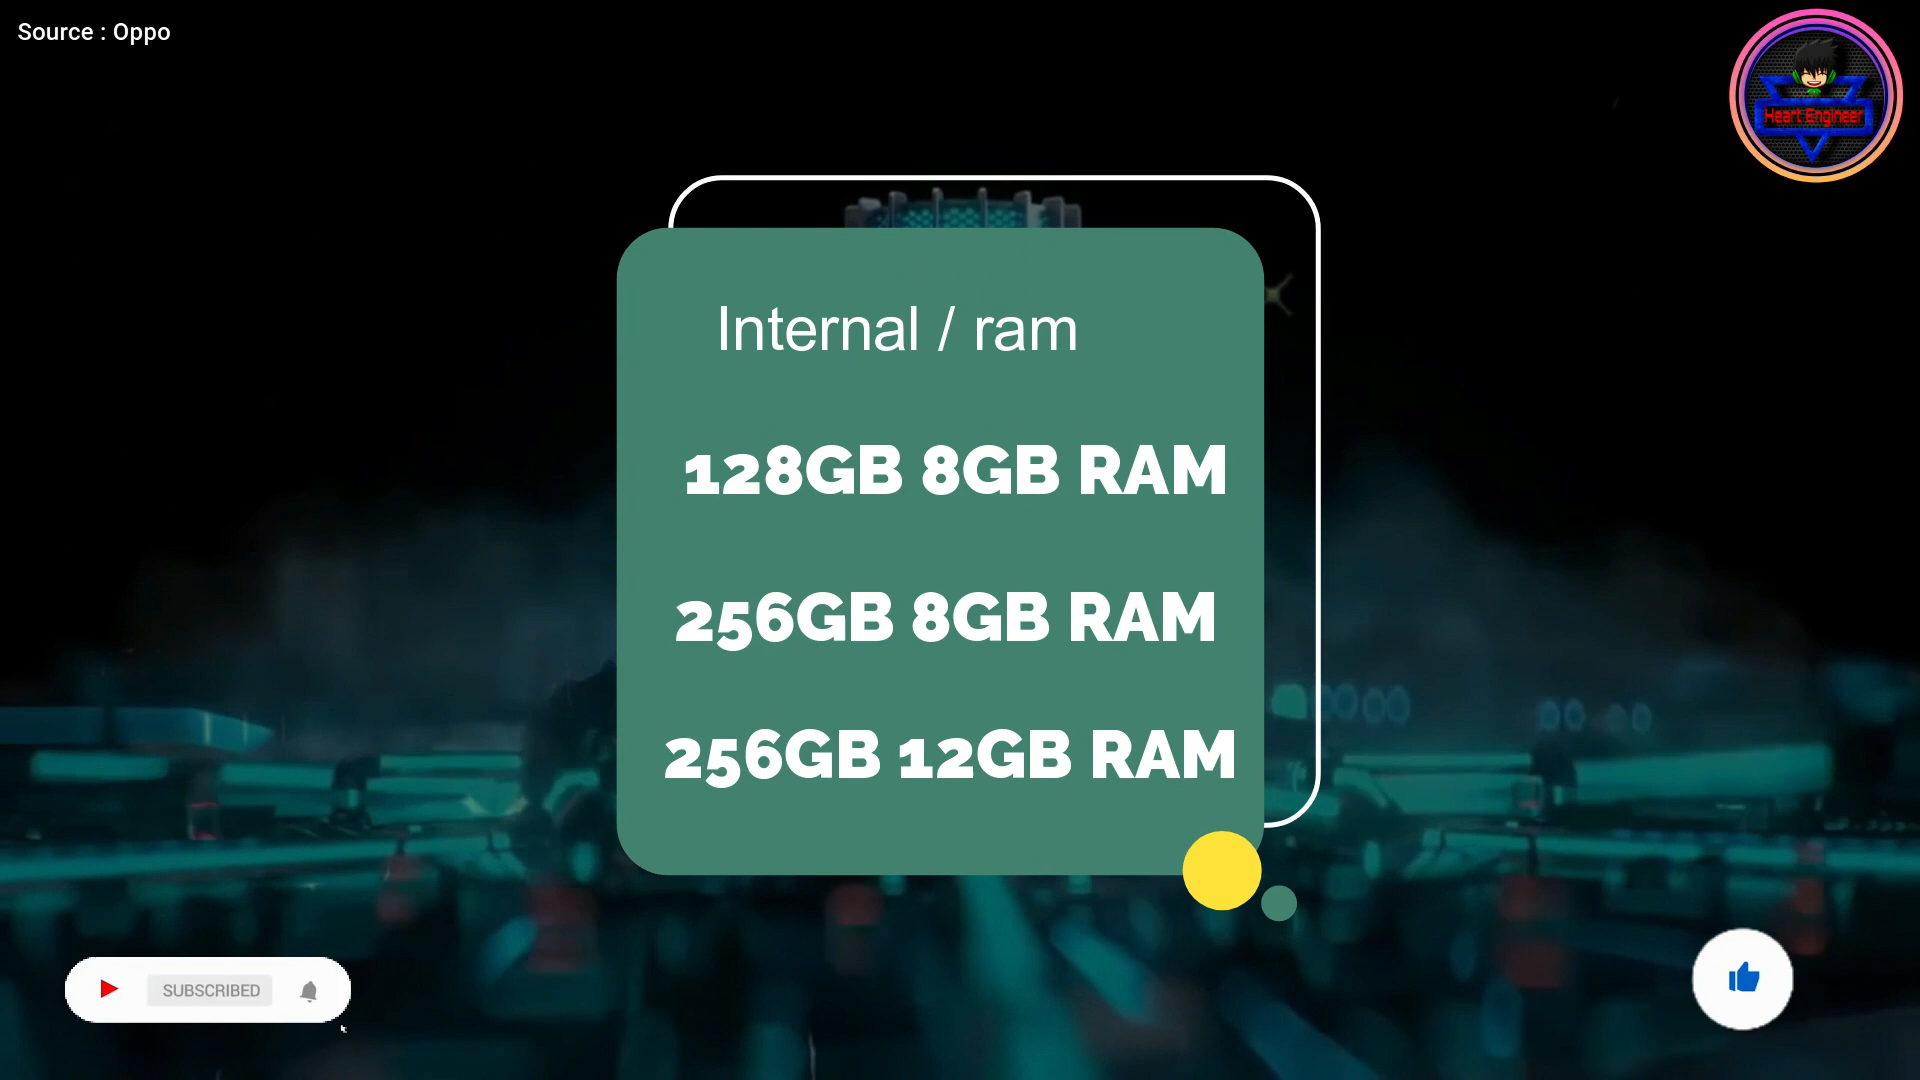 Source : Oppo
Heart Engineer
Internal / ram
128GB 8GB RAM
256GB 8GB RAM
256GB 12GB RAM
SUBSCRIBED